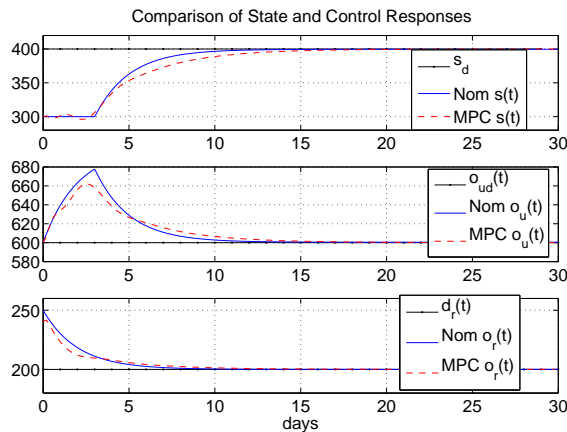 Comparison of State and Control Responses
400
350
300
0 5 10 15 20 25 30
s_d
Nom s(t)
MPC s(t)
680
660
640
620
600
580
0 5 10 15 20 25 30
o_ud(t)
Nom o_u(t)
MPC o_u(t)
250
200
0 5 10 15 20 25 30
d_r(t)
Nom o_r(t)
MPC o_r(t)
days